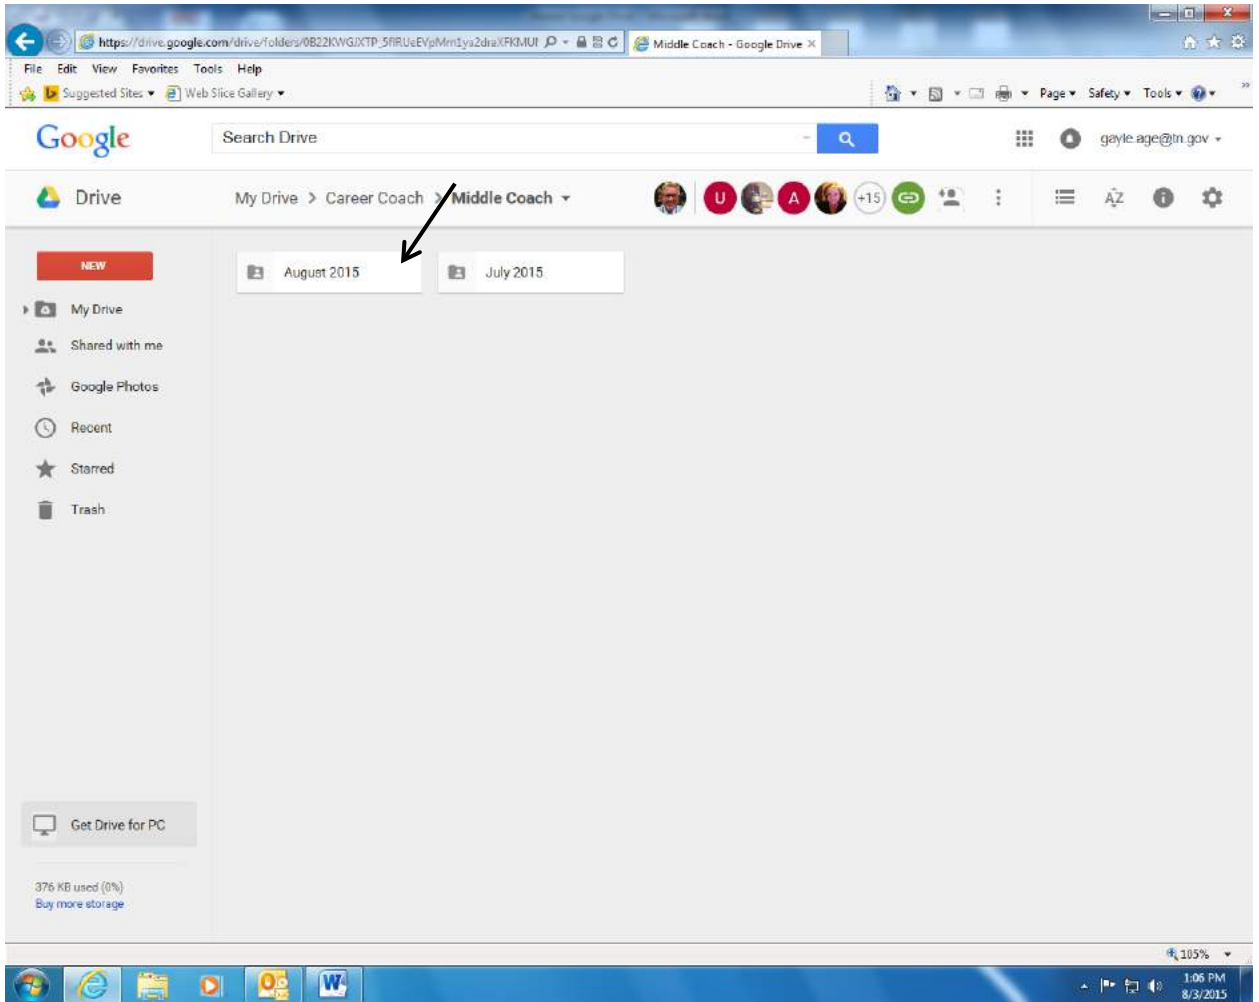 https://drive.google.com/drive/folders/
Middle Coach - Google Drive
File Edit View Favorites Tools Help
Suggested Sites Web Slice Gallery
Page Safety Tools
Google Search Drive gayle.age@tn.gov
Drive My Drive > Career Coach > Middle Coach U A +15 AZ
NEW
August 2015 July 2015
My Drive
Shared with me
Google Photos
Recent
Starred
Trash
Get Drive for PC
376 KB used (0%)
Buy more storage
105%
1:06 PM
8/3/2015